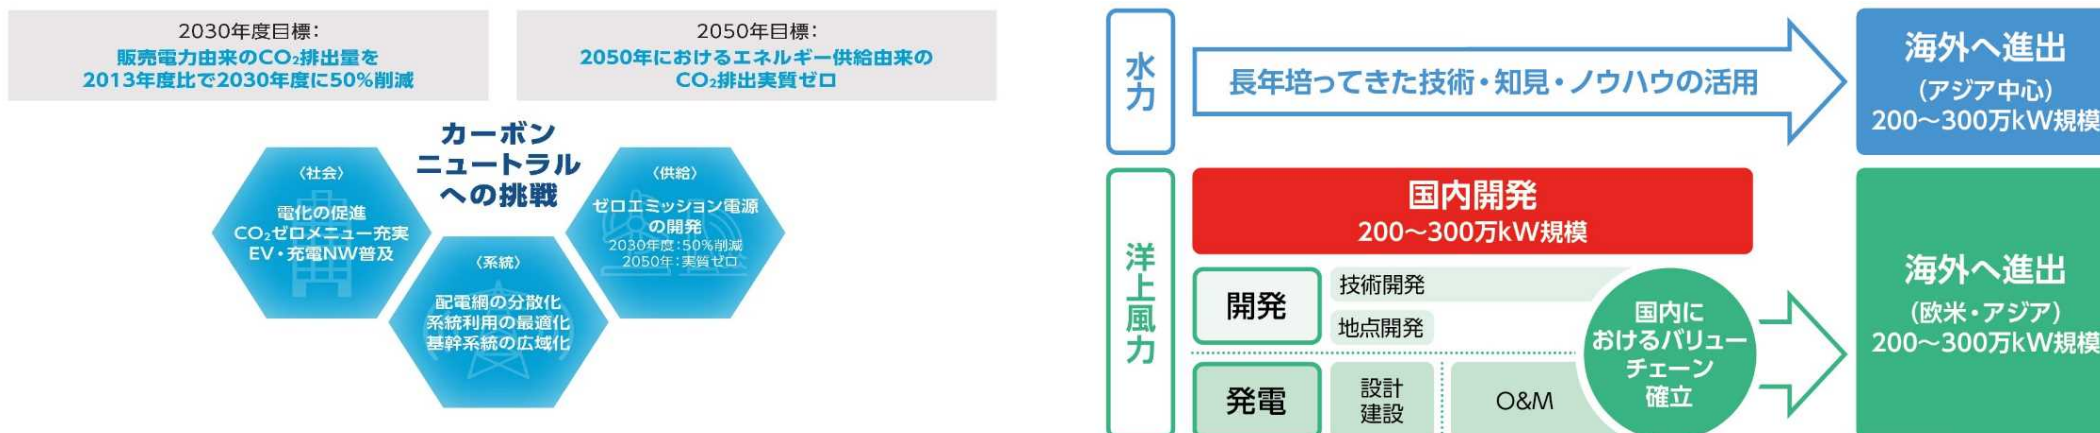 2030年度目標:
販売電力由来のCO₂排出量を
2013年度比で2030年度に50%削減
2050年目標:
2050年におけるエネルギー供給由来の
CO₂排出実質ゼロ
カーボン
ニュートラル
への挑戦
〈社会〉
電化の促進
CO₂ゼロメニュー充実
EV・充電NW普及
〈系統〉
配電網の分散化
系統利用の最適化
基幹系統の広域化
〈供給〉
ゼロエミッション電源
の開発
2030年度:50%削減
2050年:実質ゼロ
水力
長年培ってきた技術・知見・ノウハウの活用
海外へ進出
(アジア中心)
200〜300万kW規模
洋上風力
国内開発
200〜300万kW規模
開発
技術開発
地点開発
発電
設計
建設
O&M
国内に
おけるバリュー
チェーン
確立
海外へ進出
(欧米・アジア)
200〜300万kW規模